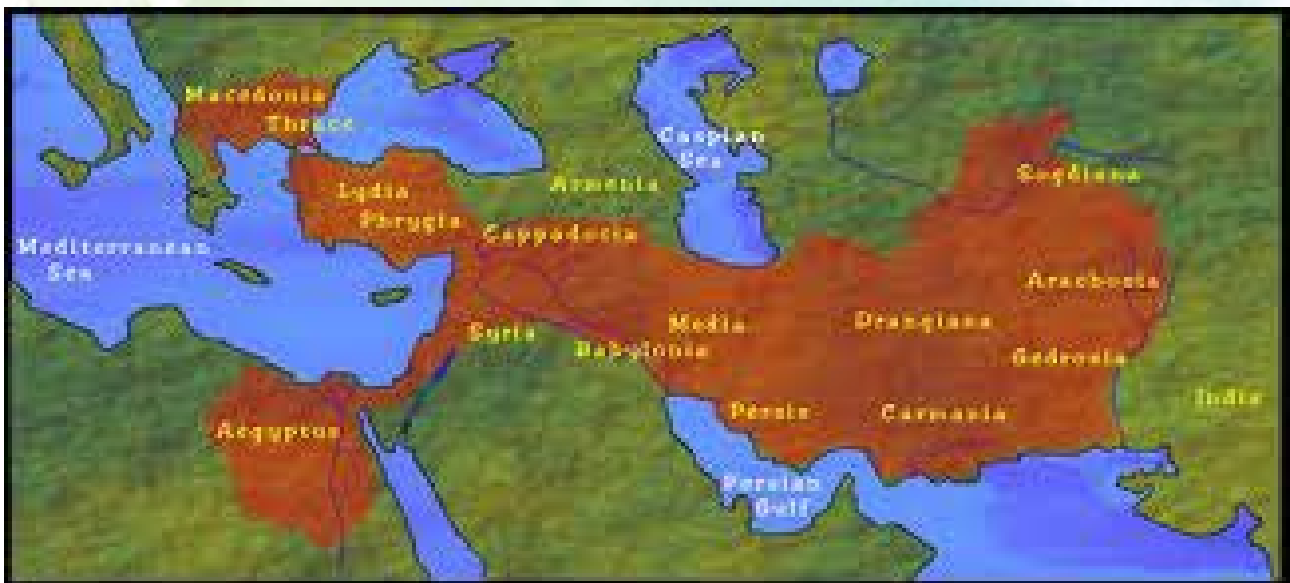 Macedonia
Thrace
Caspian
Sea
Armenia
Sogdiana
Lydia
Phrygia
Cappadocia
Mediterranean
Sea
Arachosia
Syria
Media
Drangiana
Babylonia
Gedrosia
Aegyptus
Persis
Carmania
India
Persian
Gulf